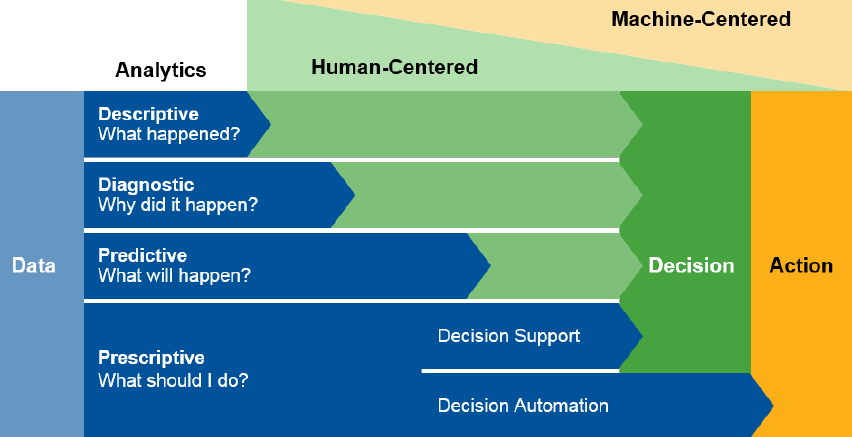 Machine-Centered
Human-Centered
Analytics
Descriptive
What happened?
Diagnostic
Why did it happen?
Predictive
What will happen?
Data
Decision
Action
Prescriptive
What should I do?
Decision Support
Decision Automation